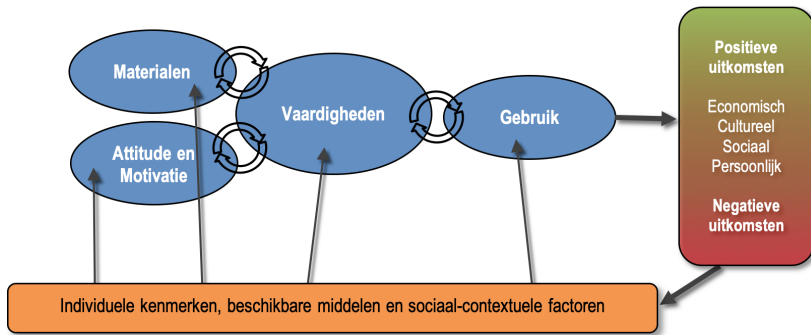 Materialen
Attitude en
Motivatie
Vaardigheden
Gebruik
Positieve
uitkomsten
Economisch
Cultureel
Sociaal
Persoonlijk
Negatieve
uitkomsten
Individuele kenmerken, beschikbare middelen en sociaal-contextuele factoren